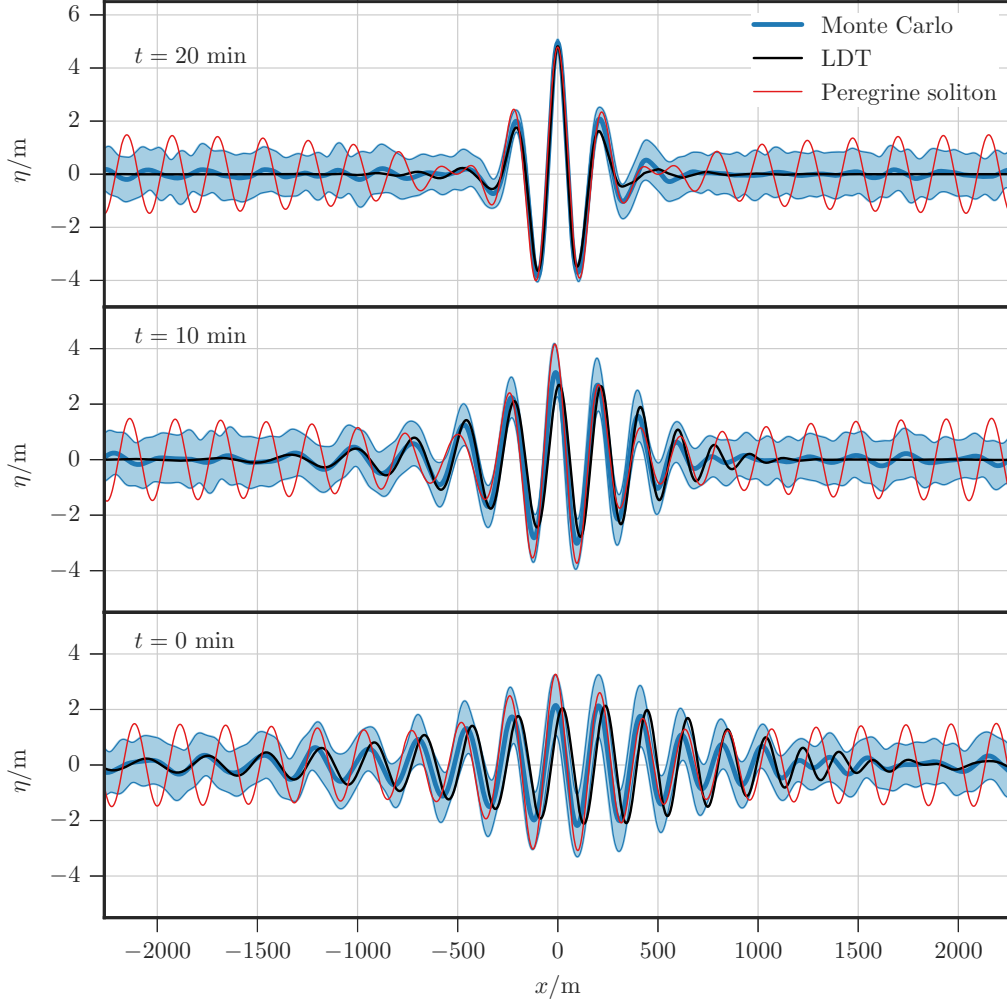 Monte Carlo
LDT
Peregrine soliton
t = 20 min
η/m
6
4
2
0
−2
−4
t = 10 min
η/m
4
2
0
−2
−4
t = 0 min
η/m
4
2
0
−2
−4
−2000 −1500 −1000 −500 0 500 1000 1500 2000
x/m